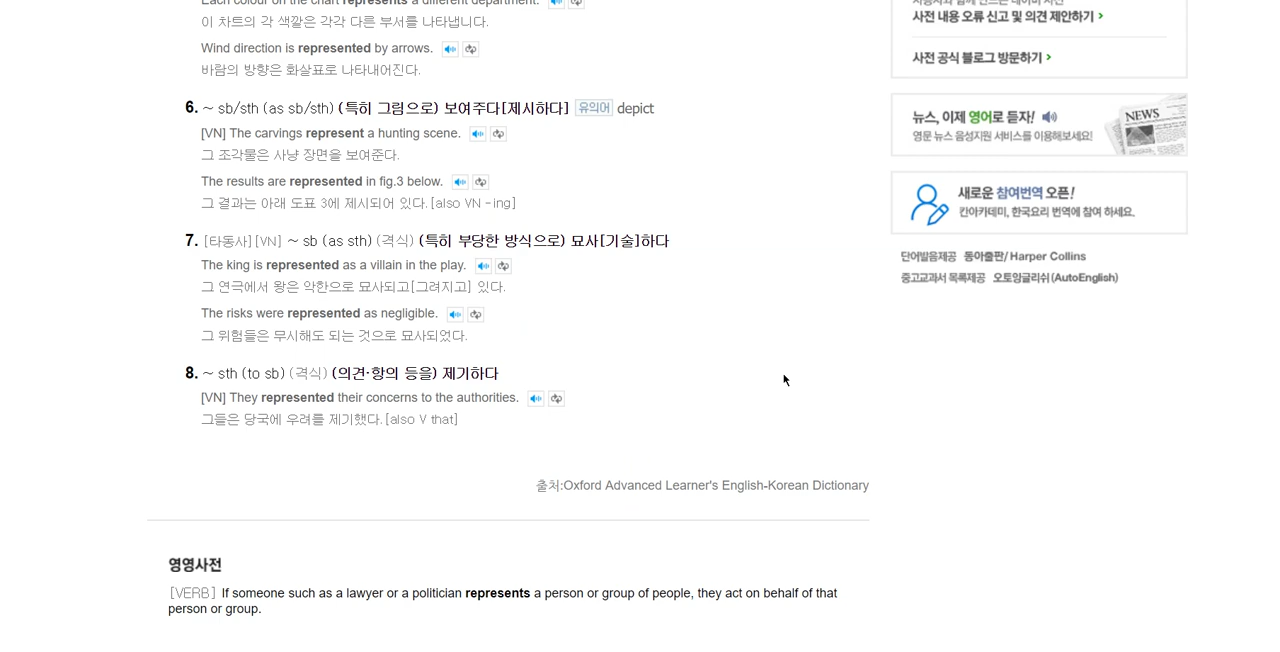 Each colour on the chart represents a different department.
이 차트의 각 색깔은 각각 다른 부서를 나타냅니다.
Wind direction is represented by arrows.
바람의 방향은 화살표로 나타내어진다.
6. ~ sb/sth (as sb/sth) (특히 그림으로) 보여주다[제시하다] 유의어 depict
[VN] The carvings represent a hunting scene.
그 조각물은 사냥 장면을 보여준다.
The results are represented in fig.3 below.
그 결과는 아래 도표 3에 제시되어 있다. [also VN -ing]
7. [타동사] [VN] ~ sb (as sth) (격식) (특히 부당한 방식으로) 묘사[기술]하다
The king is represented as a villain in the play.
그 연극에서 왕은 악한으로 묘사되고[그려지고] 있다.
The risks were represented as negligible.
그 위험들은 무시해도 되는 것으로 묘사되었다.
8. ~ sth (to sb) (격식) (의견·항의 등을) 제기하다
[VN] They represented their concerns to the authorities.
그들은 당국에 우려를 제기했다. [also V that]
출처:Oxford Advanced Learner's English-Korean Dictionary
영영사전
[VERB] If someone such as a lawyer or a politician represents a person or group of people, they act on behalf of that
person or group.
사전 내용 오류 신고 및 의견 제안하기 >
사전 공식 블로그 방문하기 >
뉴스, 이제 영어로 듣자!
영문 뉴스 음성지원 서비스를 이용해보세요!
NEWS
새로운 참여번역 오픈!
칸아카데미, 한국요리 번역에 참여 하세요.
단어발음제공 동아출판/ Harper Collins
중고교과서 목록제공 오토잉글리쉬(AutoEnglish)